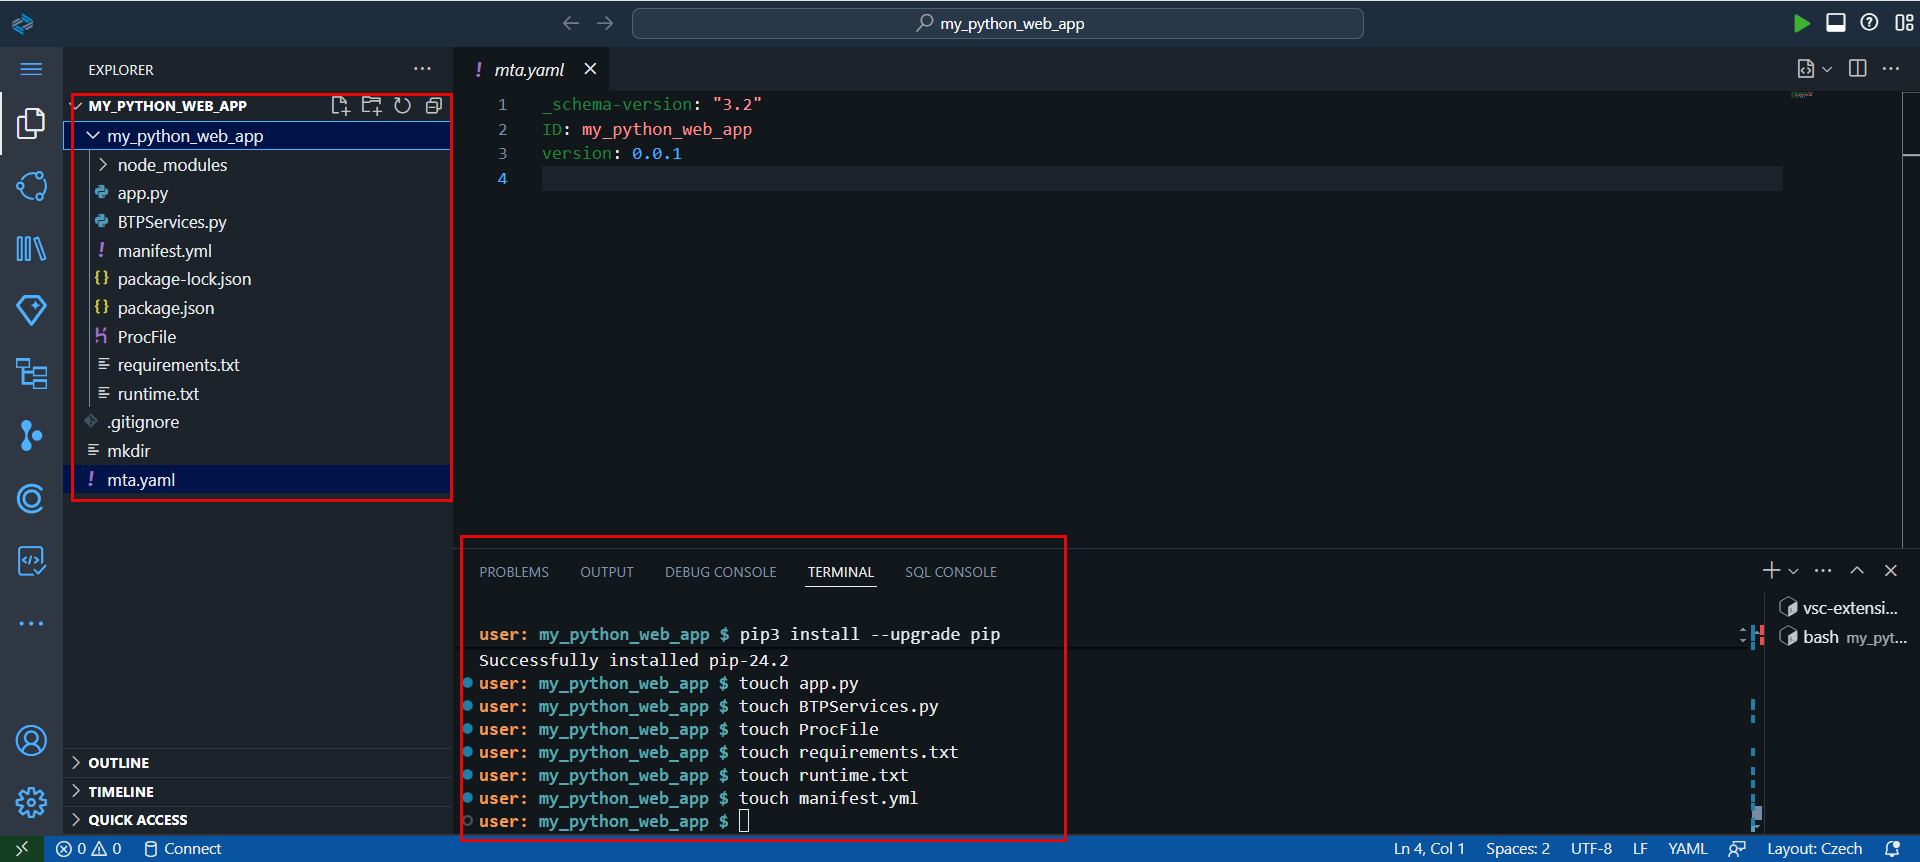 my_python_web_app
EXPLORER
MY_PYTHON_WEB_APP
my_python_web_app
node_modules
app.py
BTPServices.py
manifest.yml
package-lock.json
package.json
ProcFile
requirements.txt
runtime.txt
.gitignore
mkdir
mta.yaml
OUTLINE
TIMELINE
QUICK ACCESS
! mta.yaml
1 _schema-version: "3.2"
2 ID: my_python_web_app
3 version: 0.0.1
4
PROBLEMS OUTPUT DEBUG CONSOLE TERMINAL SQL CONSOLE
user: my_python_web_app $ pip3 install --upgrade pip
Successfully installed pip-24.2
user: my_python_web_app $ touch app.py
user: my_python_web_app $ touch BTPServices.py
user: my_python_web_app $ touch ProcFile
user: my_python_web_app $ touch requirements.txt
user: my_python_web_app $ touch runtime.txt
user: my_python_web_app $ touch manifest.yml
user: my_python_web_app $
vsc-extensi...
bash my_pyt...
0 0 Connect Ln 4, Col 1 Spaces: 2 UTF-8 LF YAML Layout: Czech